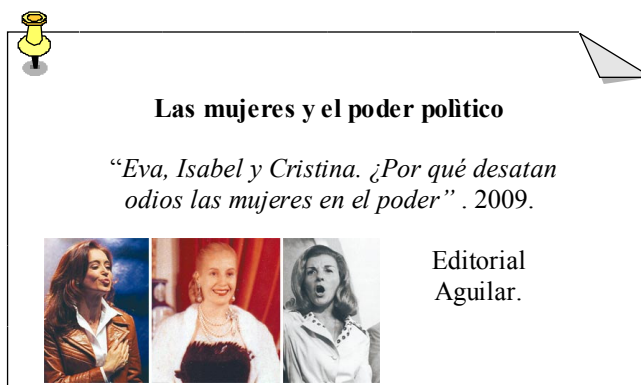 Las mujeres y el poder polìtico
“Eva, Isabel y Cristina. ¿Por qué desatan
odios las mujeres en el poder” . 2009.
Editorial
Aguilar.